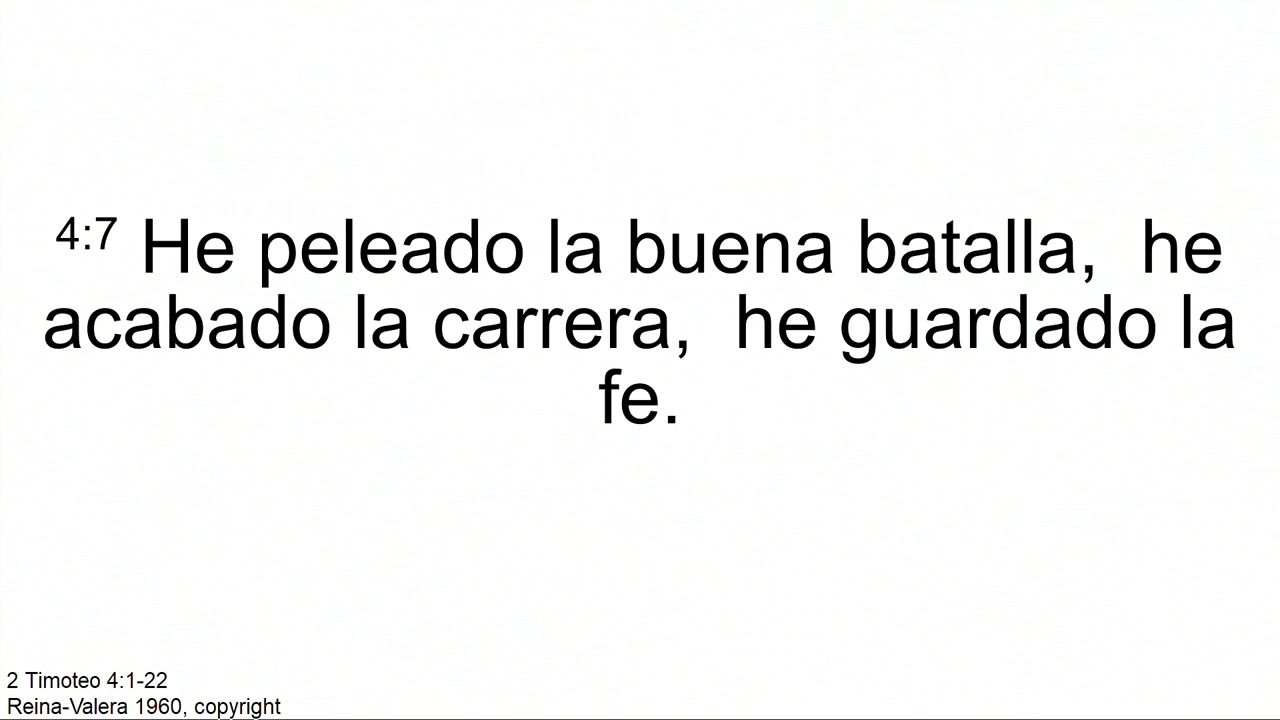 4:7 He peleado la buena batalla, he
acabado la carrera, he guardado la
fe.
2 Timoteo 4:1-22
Reina-Valera 1960, copyright